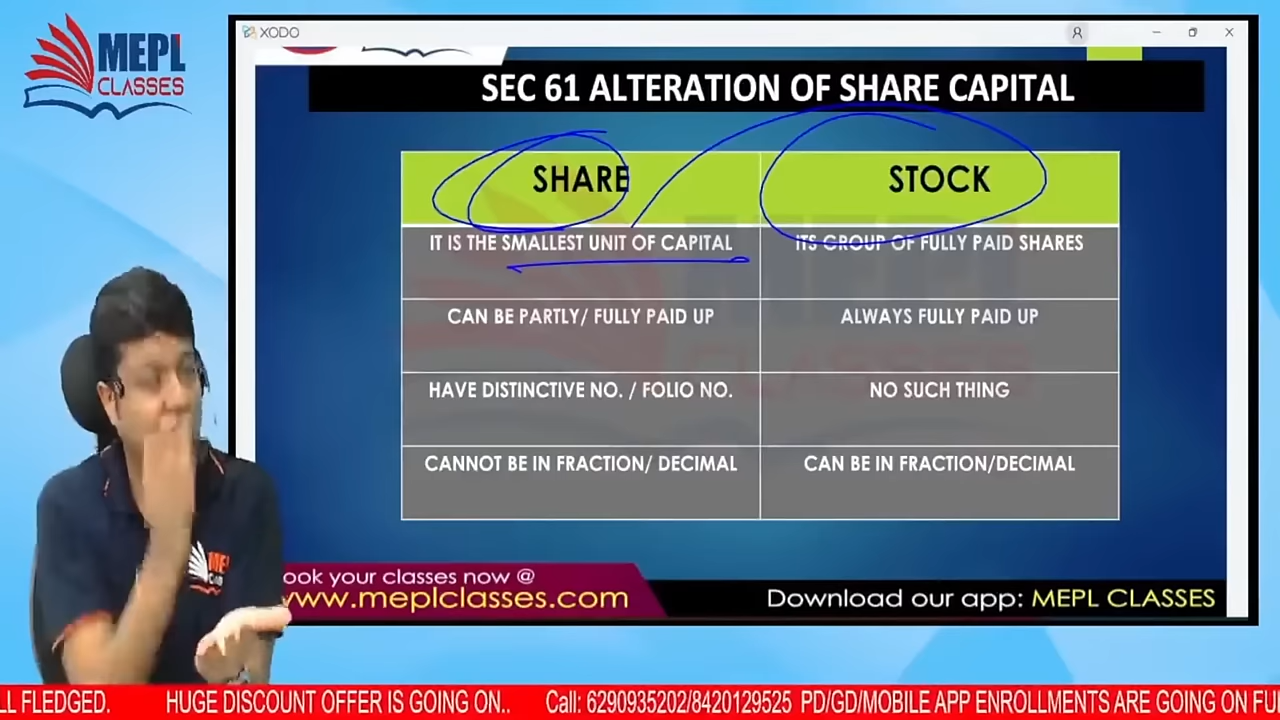 MEPL
CLASSES
XODO
SEC 61 ALTERATION OF SHARE CAPITAL
SHARE STOCK
IT IS THE SMALLEST UNIT OF CAPITAL ITS GROUP OF FULLY PAID SHARES
CAN BE PARTLY/ FULLY PAID UP ALWAYS FULLY PAID UP
HAVE DISTINCTIVE NO. / FOLIO NO. NO SUCH THING
CANNOT BE IN FRACTION/ DECIMAL CAN BE IN FRACTION/DECIMAL
ook your classes now @
www.meplclasses.com
Download our app: MEPL CLASSES
LL FLEDGED. HUGE DISCOUNT OFFER IS GOING ON.. Call: 6290935202/8420129525 PD/GD/MOBILE APP ENROLLMENTS ARE GOING ON FU